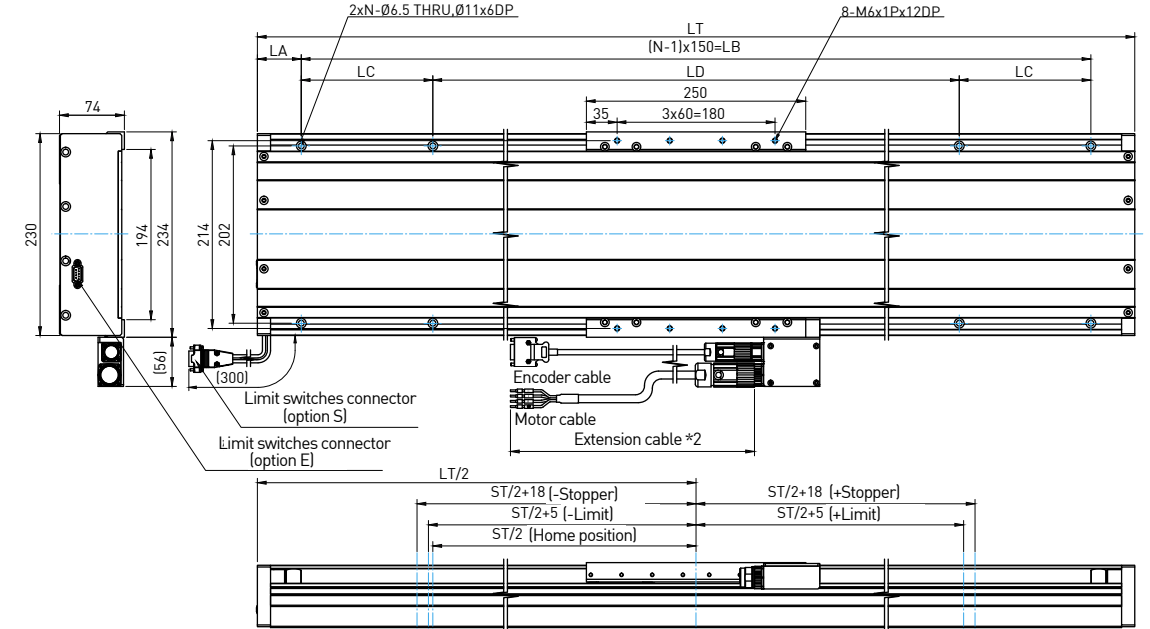 2xN-Ø6.5 THRU,Ø11x6DP
8-M6x1Px12DP
LT
LA
(N-1)x150=LB
LC
LD
LC
74
250
35
3x60=180
230
194
234
214
202
(56)
(300)
Encoder cable
Limit switches connector
(option S)
Motor cable
Limit switches connector
(option E)
Extension cable *2
LT/2
ST/2+18 (-Stopper)
ST/2+18 (+Stopper)
ST/2+5 (-Limit)
ST/2+5 (+Limit)
ST/2 (Home position)